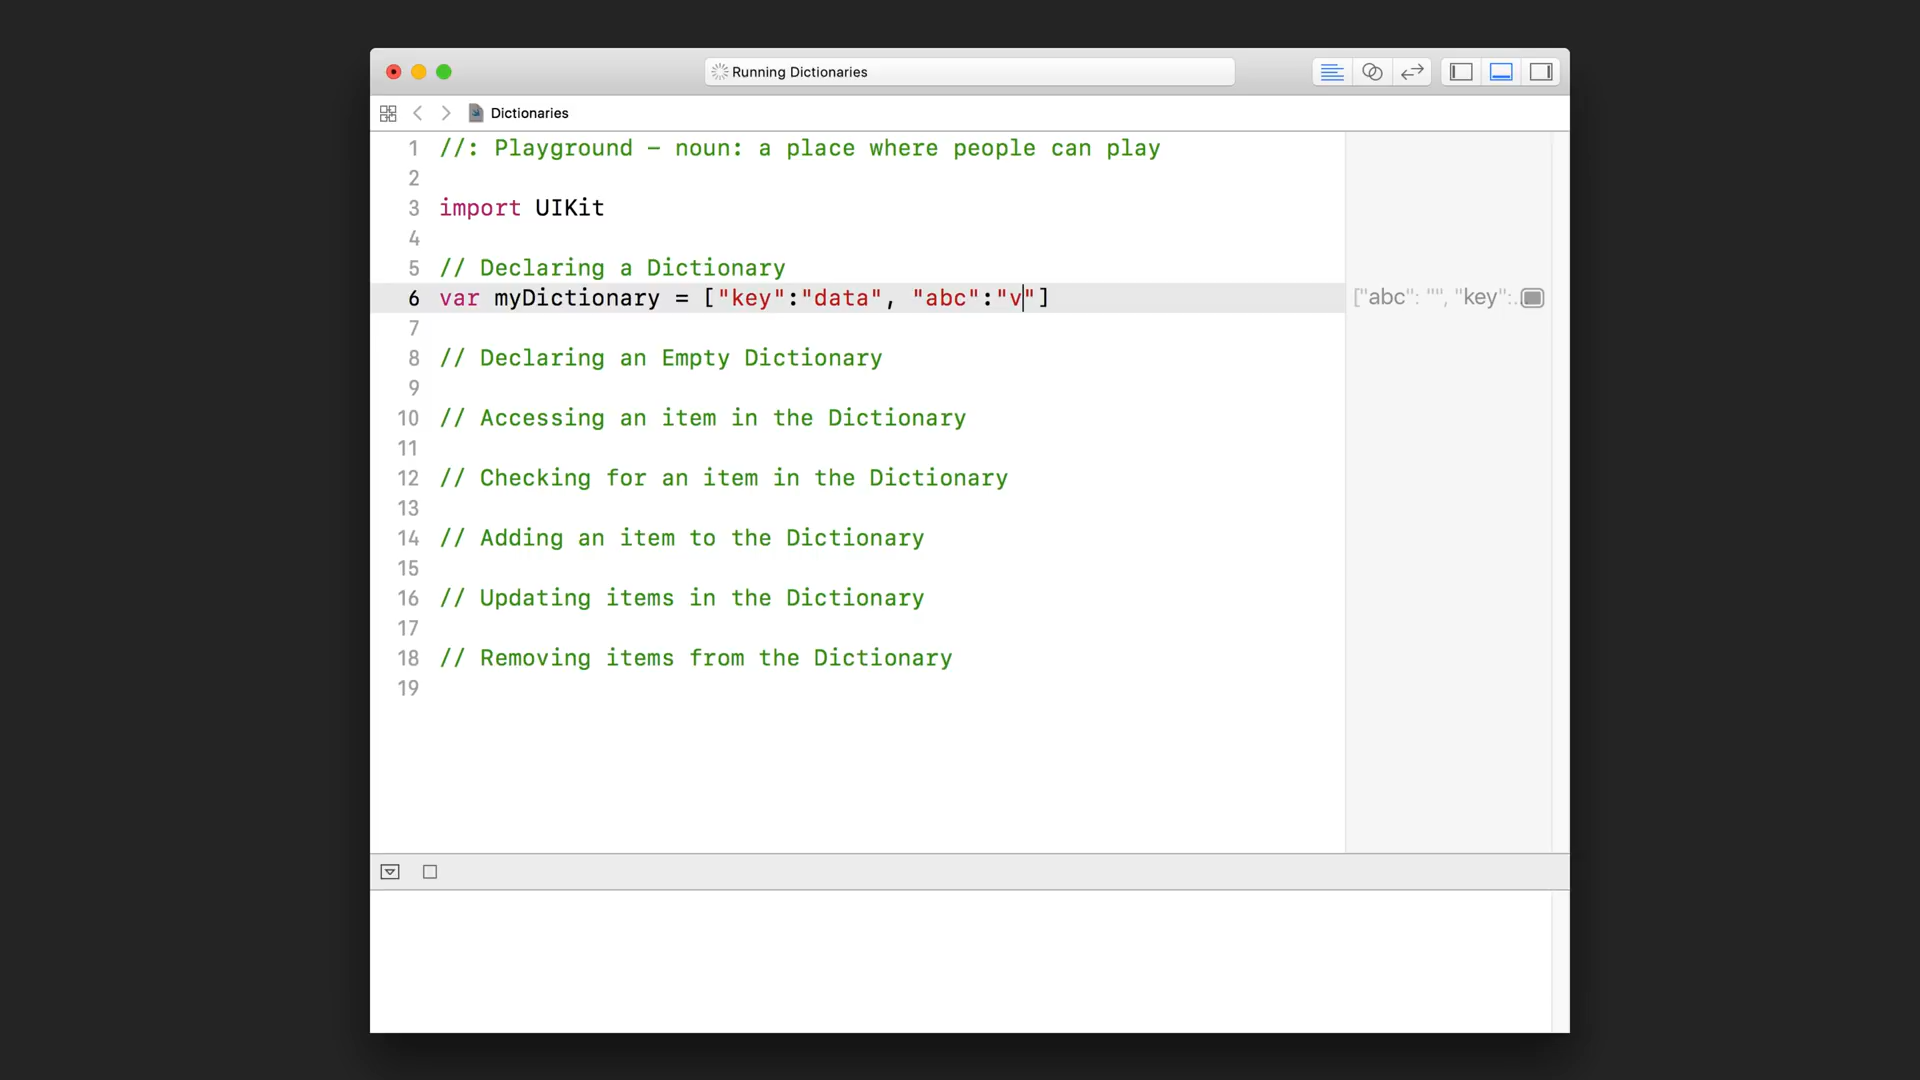 Running Dictionaries
Dictionaries
1 //: Playground – noun: a place where people can play
2
3 import UIKit
4
5 // Declaring a Dictionary
6 var myDictionary = ["key":"data", "abc":"v"]
["abc": "", "key":...
7
8 // Declaring an Empty Dictionary
9
10 // Accessing an item in the Dictionary
11
12 // Checking for an item in the Dictionary
13
14 // Adding an item to the Dictionary
15
16 // Updating items in the Dictionary
17
18 // Removing items from the Dictionary
19